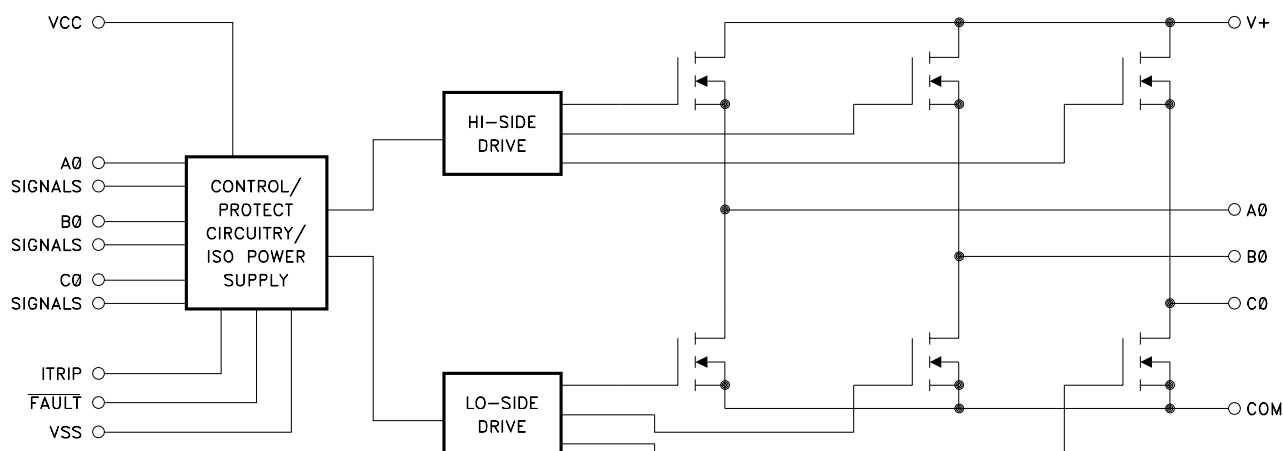 VCC
V+
HI-SIDE
DRIVE
AØ
SIGNALS
BØ
SIGNALS
CØ
SIGNALS
CONTROL/
PROTECT
CIRCUITRY/
ISO POWER
SUPPLY
AØ
BØ
CØ
ITRIP
FAULT
VSS
LO-SIDE
DRIVE
COM